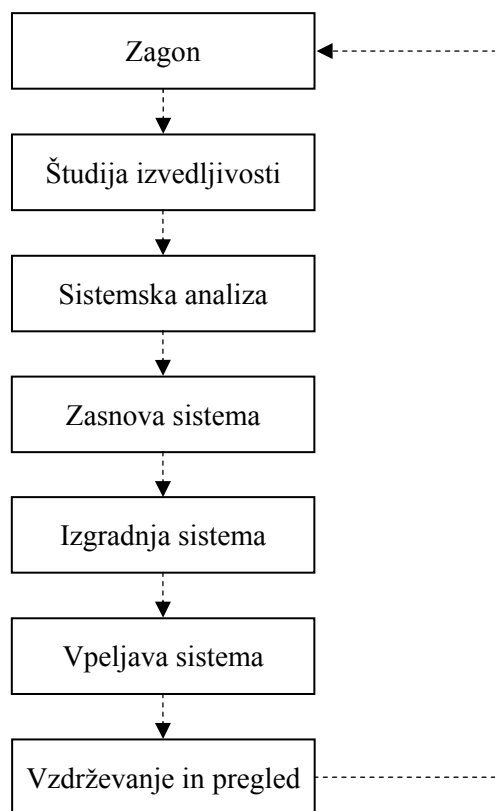 Zagon
Študija izvedljivosti
Sistemska analiza
Zasnova sistema
Izgradnja sistema
Vpeljava sistema
Vzdrževanje in pregled